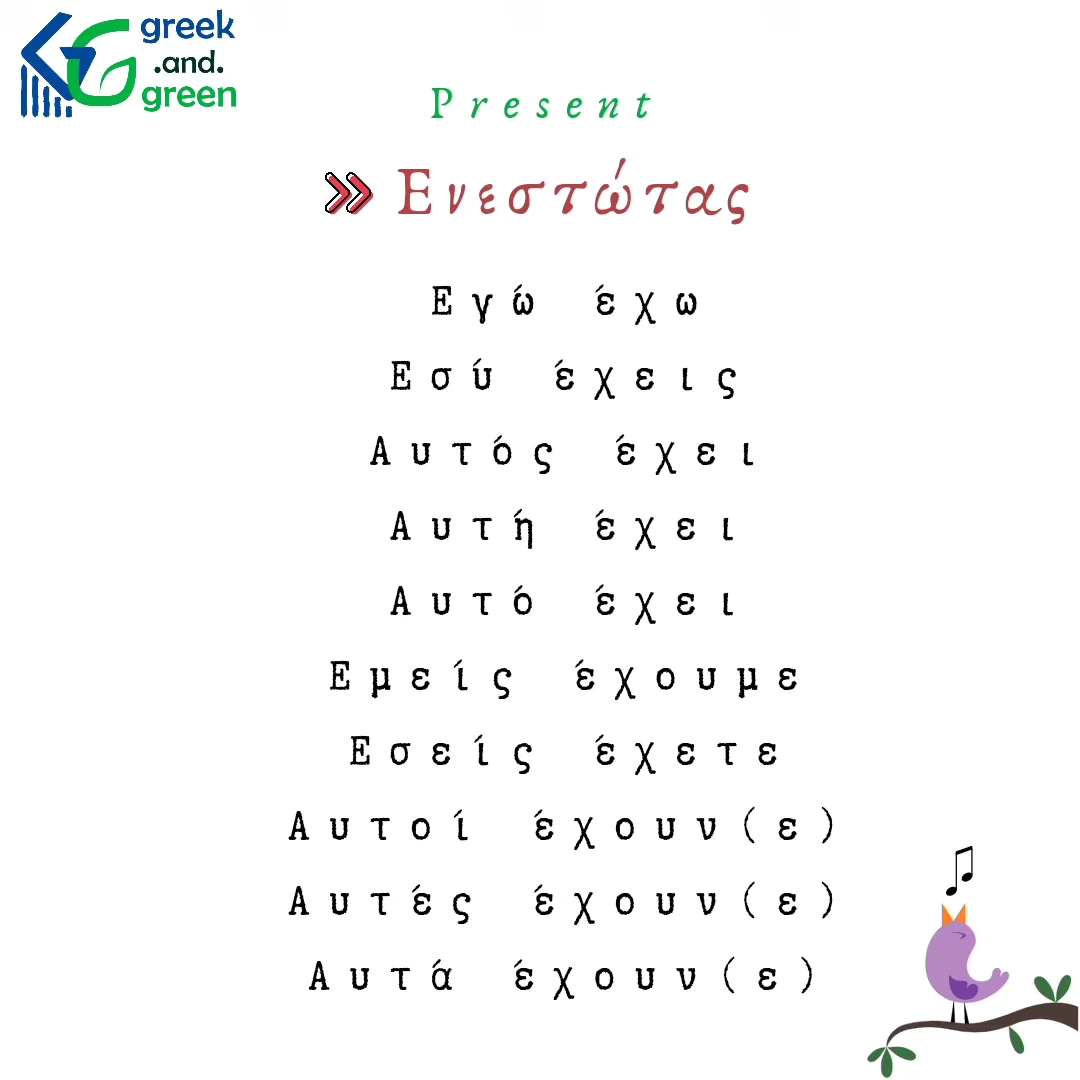 greek
.and.
green
Present
Ενεστώτας
Εγώ έχω
Εσύ έχεις
Αυτός έχει
Αυτή έχει
Αυτό έχει
Εμείς έχουμε
Εσείς έχετε
Αυτοί έχουν(ε)
Αυτές έχουν(ε)
Αυτά έχουν(ε)